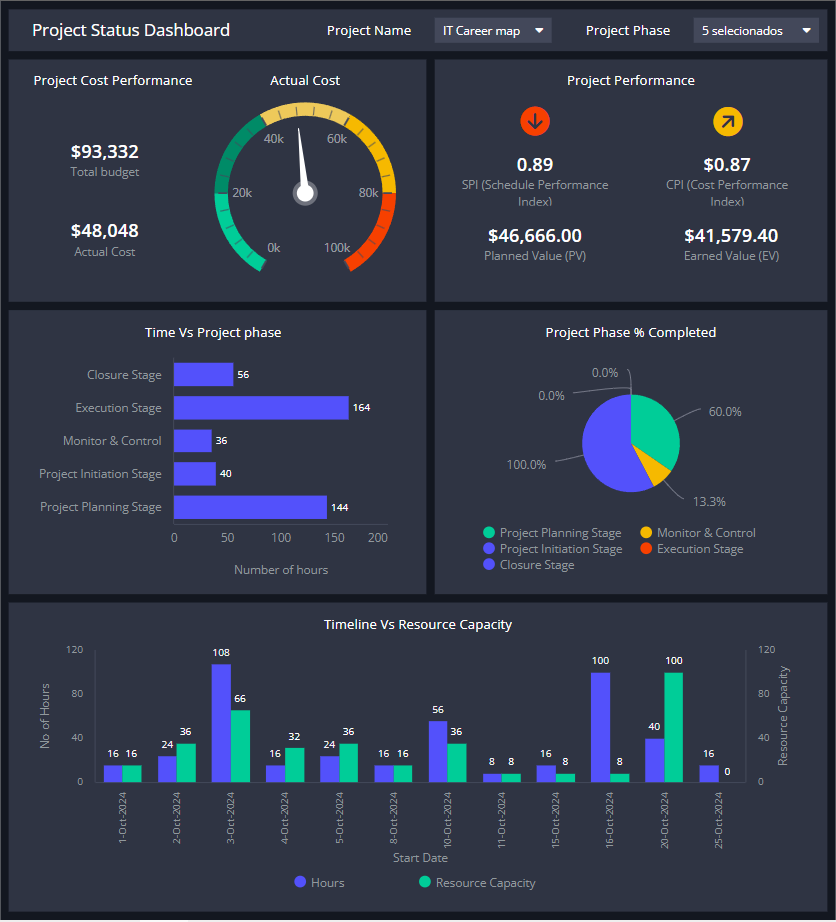 Project Status Dashboard
Project Name
IT Career map
Project Phase
5 selecionados
Project Cost Performance
Actual Cost
$93,332
Total budget
$48,048
Actual Cost
0k
20k
40k
60k
80k
100k
Project Performance
0.89
SPI (Schedule Performance
Index)
$0.87
CPI (Cost Performance
Index)
$46,666.00
Planned Value (PV)
$41,579.40
Earned Value (EV)
Time Vs Project phase
Closure Stage 56
Execution Stage 164
Monitor & Control 36
Project Initiation Stage 40
Project Planning Stage 144
0 50 100 150 200
Number of hours
Project Phase % Completed
0.0%
0.0%
60.0%
100.0%
13.3%
Project Planning Stage
Monitor & Control
Project Initiation Stage
Execution Stage
Closure Stage
Timeline Vs Resource Capacity
No of Hours
120
80
40
0
16 16
24 36
108 66
16 32
24 36
16 16
56 36
8 8
16 8
100 8
40 100
16 0
120
80
40
0
Resource Capacity
1-Oct-2024
2-Oct-2024
3-Oct-2024
4-Oct-2024
5-Oct-2024
8-Oct-2024
10-Oct-2024
11-Oct-2024
15-Oct-2024
16-Oct-2024
20-Oct-2024
25-Oct-2024
Start Date
Hours
Resource Capacity